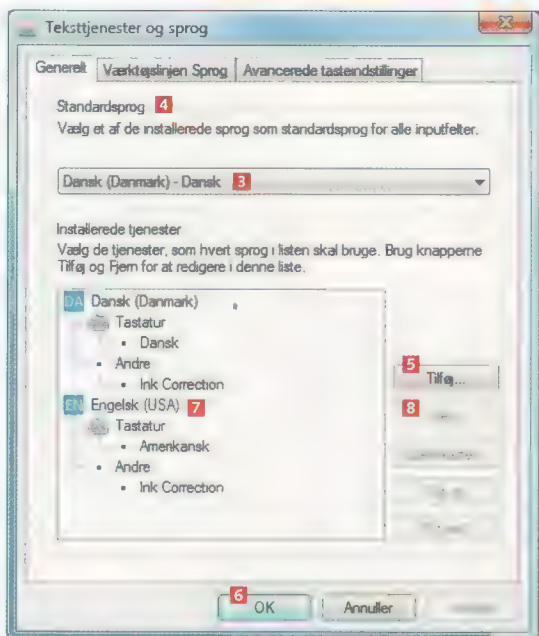 Teksttjenester og sprog
Generelt Værktøjslinjen Sprog Avancerede tasteindstillinger
Standardsprog 4
Vælg et af de installerede sprog som standardsprog for alle inputfelter.
Dansk (Danmark) - Dansk 3
Installerede tjenester
Vælg de tjenester, som hvert sprog i listen skal bruge. Brug knapperne
Tilføj og Fjern for at redigere i denne liste.
DA Dansk (Danmark)
Tastatur
• Dansk
• Andre
• Ink Correction
EN Engelsk (USA) 7
Tastatur
• Amerikansk
• Andre
• Ink Correction
5
Tilføj...
8
6
OK Annuller